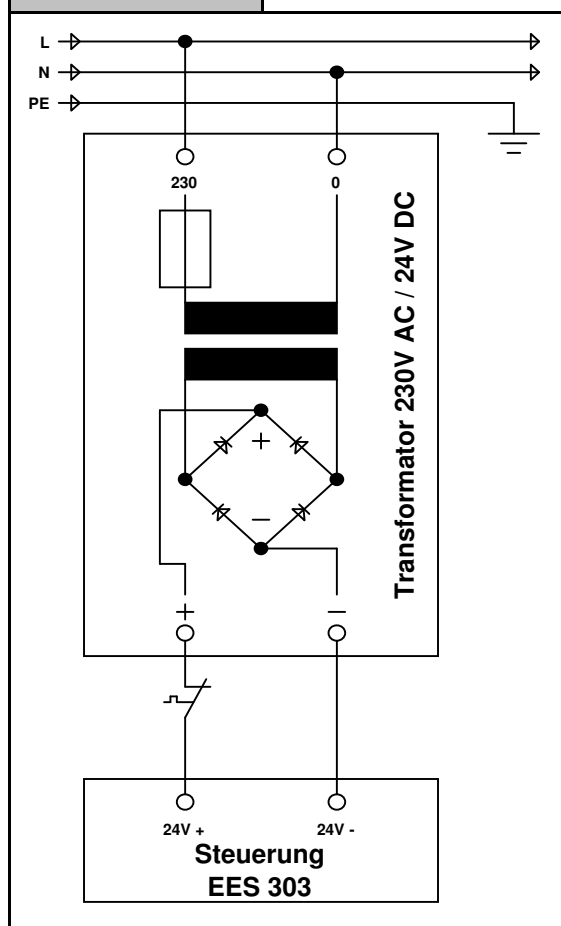 L
N
PE
230
0
Transformator 230V AC / 24V DC
+
−
+
−
24V +
24V -
Steuerung
EES 303